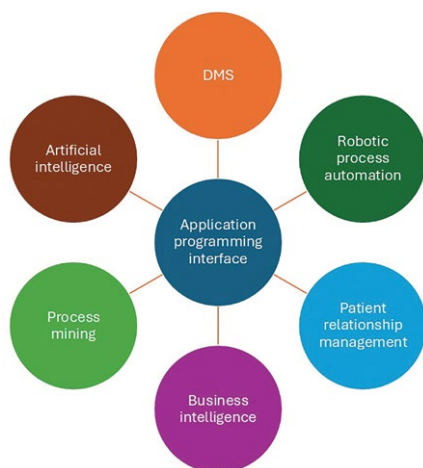 DMS
Artificial
intelligence
Robotic
process
automation
Application
programming
interface
Process
mining
Patient
relationship
management
Business
intelligence